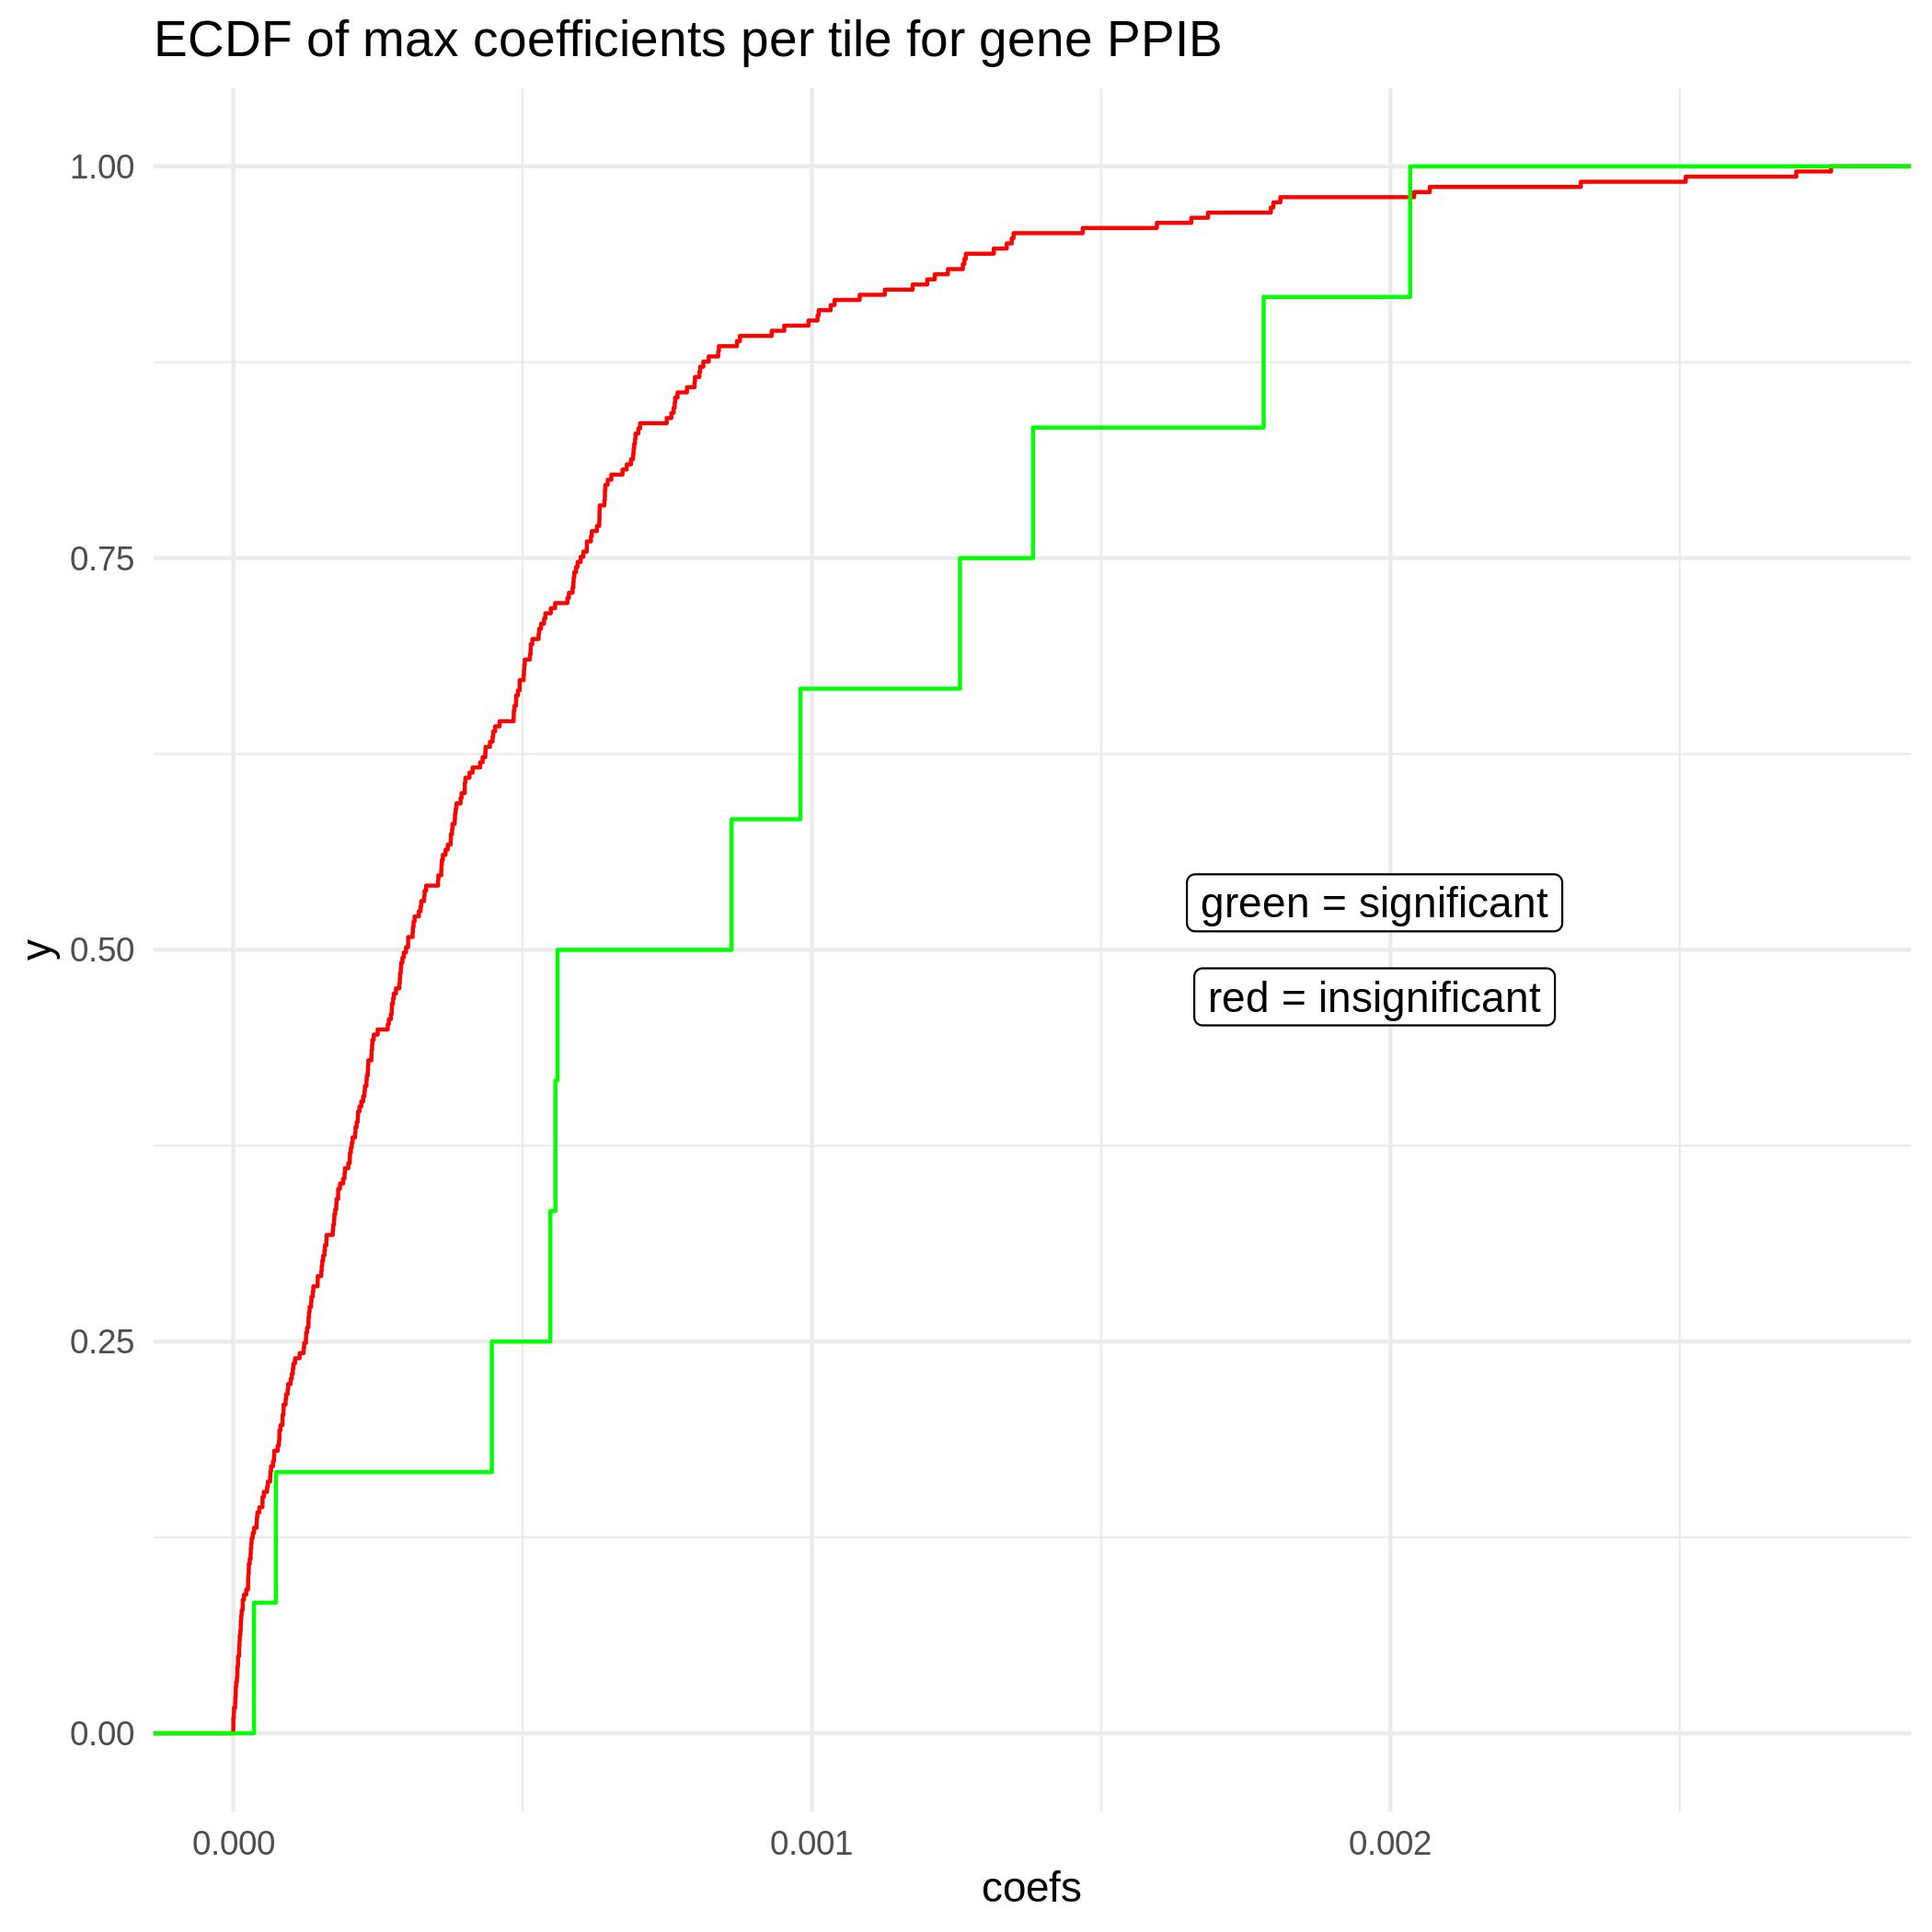 ECDF of max coefficients per tile for gene PPIB
1.00
0.75
0.50
0.25
0.00
y
green = significant
red = insignificant
0.000
0.001
0.002
coefs